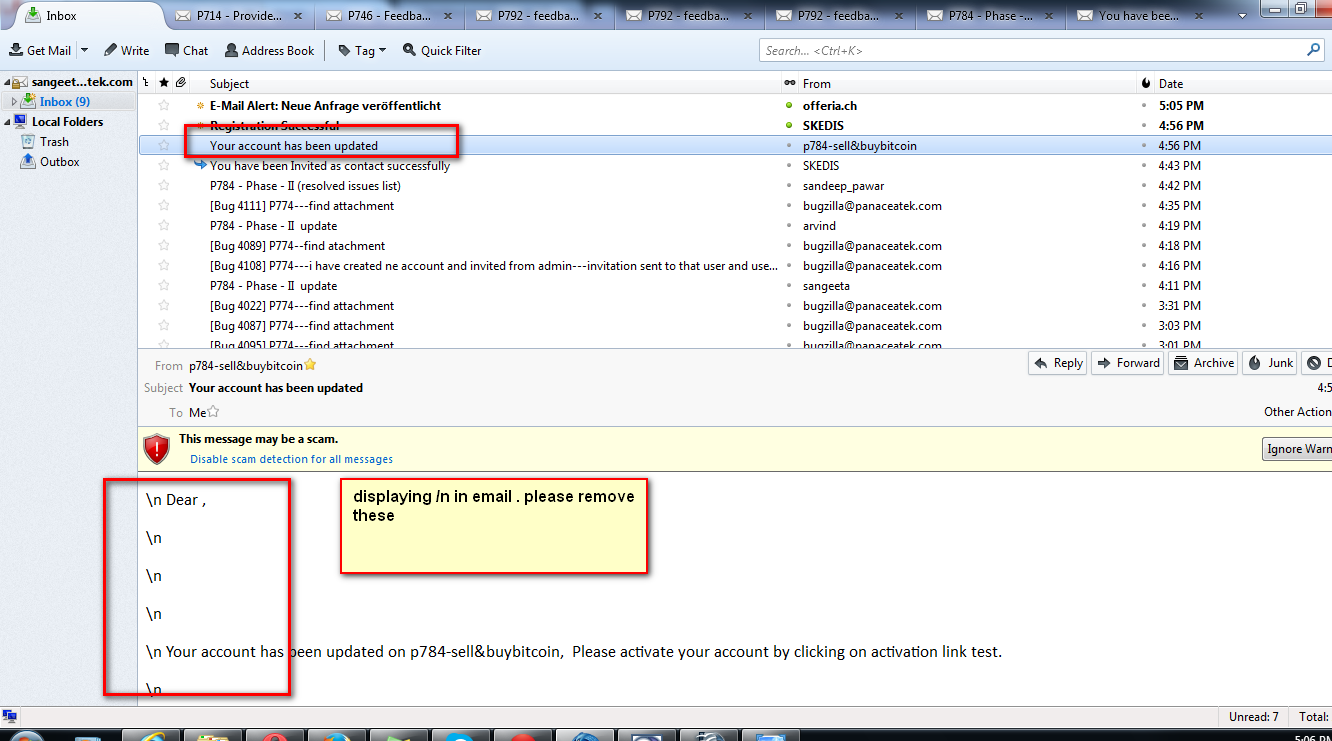 Inbox
P714 - Provide...
P746 - Feedba...
P792 - feedba...
P792 - feedba...
P792 - feedba...
P784 - Phase -...
You have bee...
Get Mail
Write
Chat
Address Book
Tag
Quick Filter
Search... <Ctrl+K>
sangeet...tek.com
Inbox (9)
Local Folders
Trash
Outbox
Subject From Date
E-Mail Alert: Neue Anfrage veröffentlicht offeria.ch 5:05 PM
Registration Successful SKEDIS 4:56 PM
Your account has been updated p784-sell&buybitcoin 4:56 PM
You have been Invited as contact successfully SKEDIS 4:43 PM
P784 - Phase - II (resolved issues list) sandeep_pawar 4:42 PM
[Bug 4111] P774---find attachment bugzilla@panaceatek.com 4:35 PM
P784 - Phase - II  update arvind 4:19 PM
[Bug 4089] P774--find atachment bugzilla@panaceatek.com 4:18 PM
[Bug 4108] P774---i have created ne account and invited from admin---invitation sent to that user and use... bugzilla@panaceatek.com 4:16 PM
P784 - Phase - II  update sangeeta 4:11 PM
[Bug 4022] P774---find attachment bugzilla@panaceatek.com 3:31 PM
[Bug 4087] P774---find attachment bugzilla@panaceatek.com 3:03 PM
[Bug 4095] P774---find attachment bugzilla@panaceatek.com 3:01 PM
From p784-sell&buybitcoin
Reply Forward Archive Junk D
Subject Your account has been updated 4:5
To Me Other Action
This message may be a scam.
Disable scam detection for all messages
Ignore Warn
displaying /n in email . please remove
these
\n Dear ,
\n
\n
\n
\n Your account has been updated on p784-sell&buybitcoin,  Please activate your account by clicking on activation link test.
\n
Unread: 7 Total:
5:06 PM